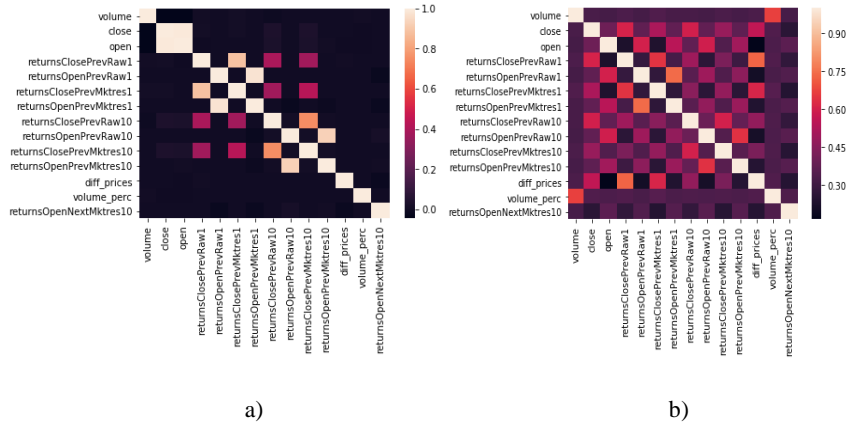 volume
close
open
returnsClosePrevRaw1
returnsOpenPrevRaw1
returnsClosePrevMktres1
returnsOpenPrevMktres1
returnsClosePrevRaw10
returnsOpenPrevRaw10
returnsClosePrevMktres10
returnsOpenPrevMktres10
diff_prices
volume_perc
returnsOpenNextMktres10
volume
close
open
returnsClosePrevRaw1
returnsOpenPrevRaw1
returnsClosePrevMktres1
returnsOpenPrevMktres1
returnsClosePrevRaw10
returnsOpenPrevRaw10
returnsClosePrevMktres10
returnsOpenPrevMktres10
diff_prices
volume_perc
returnsOpenNextMktres10
1.0
0.8
0.6
0.4
0.2
0.0
a)
volume
close
open
returnsClosePrevRaw1
returnsOpenPrevRaw1
returnsClosePrevMktres1
returnsOpenPrevMktres1
returnsClosePrevRaw10
returnsOpenPrevRaw10
returnsClosePrevMktres10
returnsOpenPrevMktres10
diff_prices
volume_perc
returnsOpenNextMktres10
volume
close
open
returnsClosePrevRaw1
returnsOpenPrevRaw1
returnsClosePrevMktres1
returnsOpenPrevMktres1
returnsClosePrevRaw10
returnsOpenPrevRaw10
returnsClosePrevMktres10
returnsOpenPrevMktres10
diff_prices
volume_perc
returnsOpenNextMktres10
0.90
0.75
0.60
0.45
0.30
b)